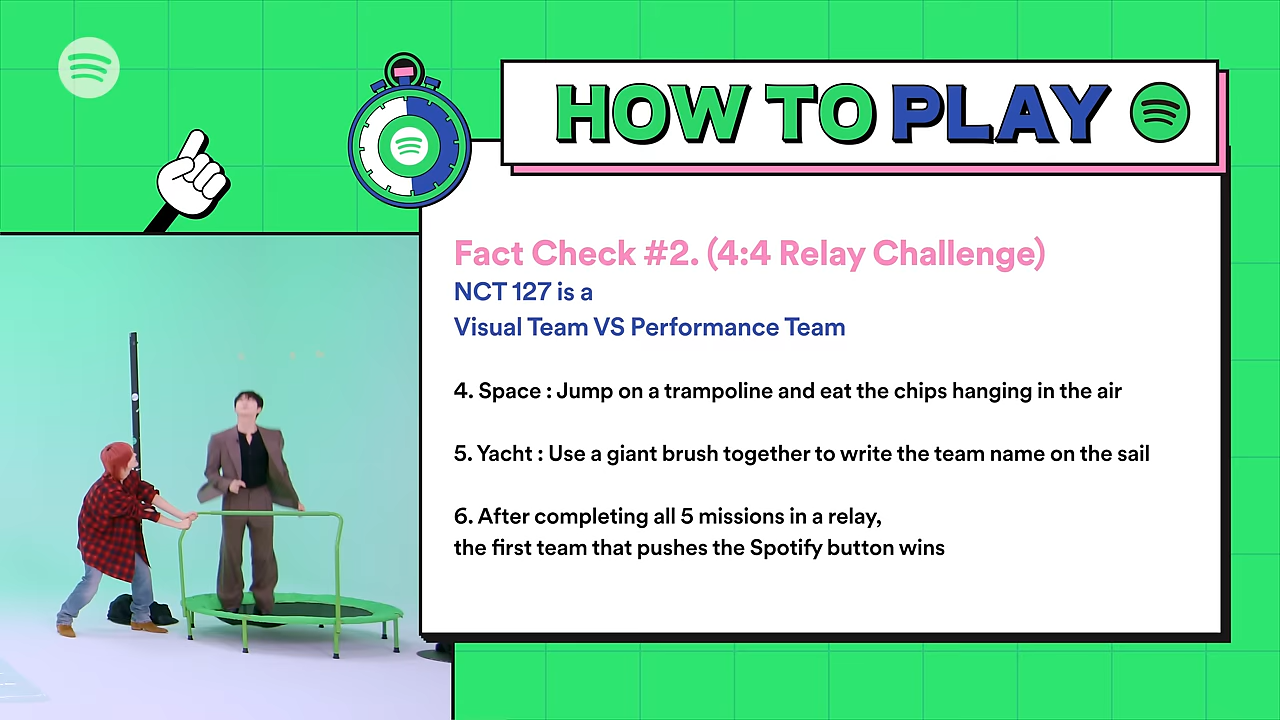 HOW TO PLAY
Fact Check #2. (4:4 Relay Challenge)
NCT 127 is a
Visual Team VS Performance Team
4. Space : Jump on a trampoline and eat the chips hanging in the air
5. Yacht : Use a giant brush together to write the team name on the sail
6. After completing all 5 missions in a relay,
the first team that pushes the Spotify button wins